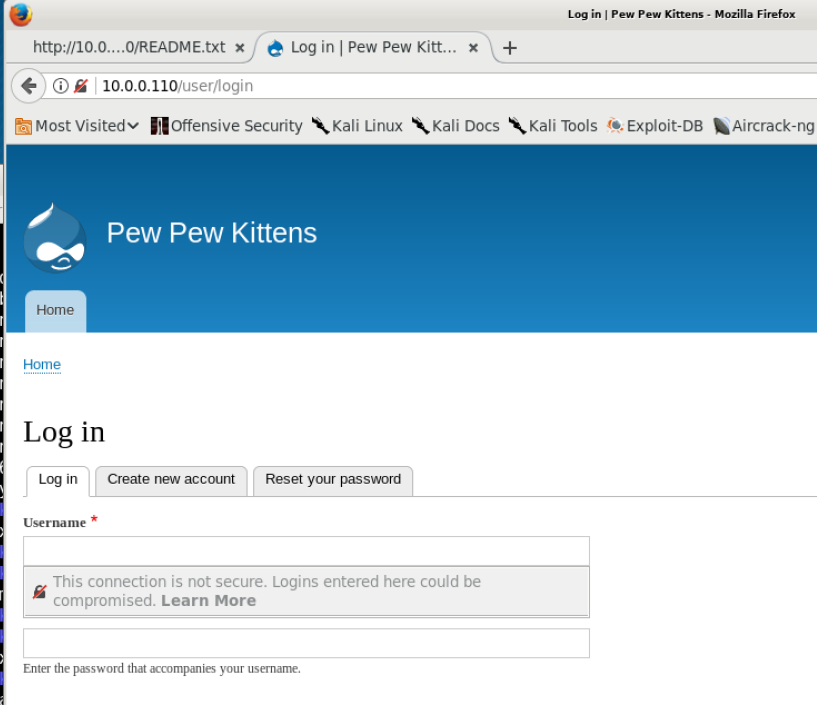 Log in | Pew Pew Kittens - Mozilla Firefox
http://10.0....0/README.txt × Log in | Pew Pew Kitt... × +
10.0.0.110/user/login
Most Visited Offensive Security Kali Linux Kali Docs Kali Tools Exploit-DB Aircrack-ng
Pew Pew Kittens
Home
Home
Log in
Log in Create new account Reset your password
Username *
This connection is not secure. Logins entered here could be
compromised. Learn More
Enter the password that accompanies your username.